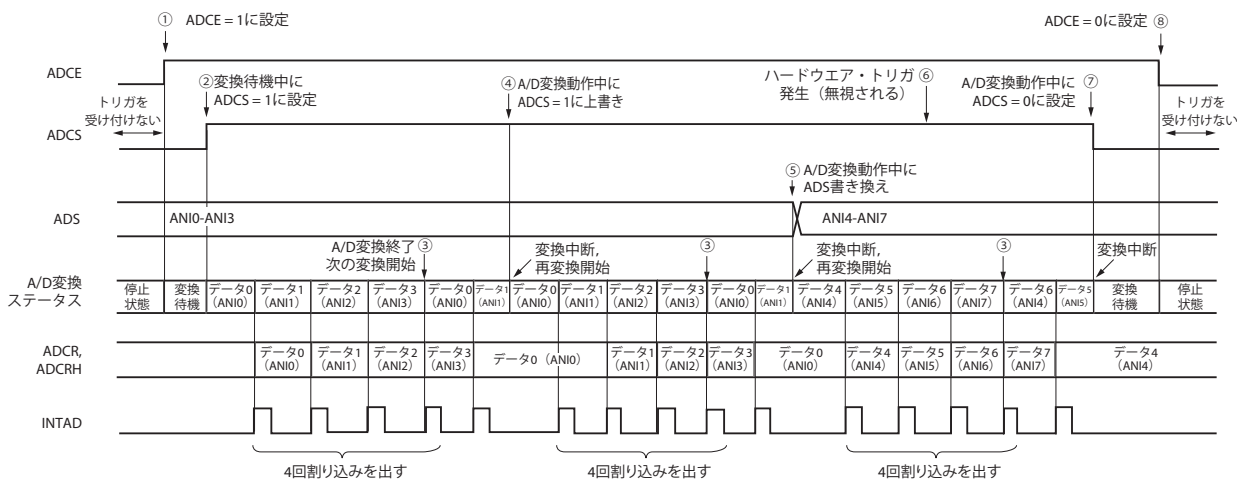 ① ADCE = 1に設定
ADCE = 0に設定 ⑧
ADCE
②変換待機中に
ADCS = 1に設定
④A/D変換動作中に
ADCS = 1に上書き
ハードウエア・トリガ ⑥
発生（無視される）
A/D変換動作中に ⑦
ADCS = 0に設定
トリガを
受け付けない
トリガを
受け付けない
ADCS
⑤ A/D変換動作中に
ADS書き換え
ADS
ANI0-ANI3
ANI4-ANI7
A/D変換終了 ③
次の変換開始
変換中断,
再変換開始
③
変換中断,
再変換開始
③
変換中断
A/D変換
ステータス
停止
状態
変換
待機
データ0
(ANI0)
データ1
(ANI1)
データ2
(ANI2)
データ3
(ANI3)
データ0
(ANI0)
データ1
(ANI1)
データ0
(ANI0)
データ1
(ANI1)
データ2
(ANI2)
データ3
(ANI3)
データ0
(ANI0)
データ1
(ANI1)
データ4
(ANI4)
データ5
(ANI5)
データ6
(ANI6)
データ7
(ANI7)
データ6
(ANI4)
データ5
(ANI5)
変換
待機
停止
状態
ADCR,
ADCRH
データ0
(ANI0)
データ1
(ANI1)
データ2
(ANI2)
データ3
(ANI3)
データ0（ANI0）
データ1
(ANI1)
データ2
(ANI2)
データ3
(ANI3)
データ0
(ANI0)
データ4
(ANI4)
データ5
(ANI5)
データ6
(ANI6)
データ7
(ANI7)
データ4
(ANI4)
INTAD
4回割り込みを出す
4回割り込みを出す
4回割り込みを出す